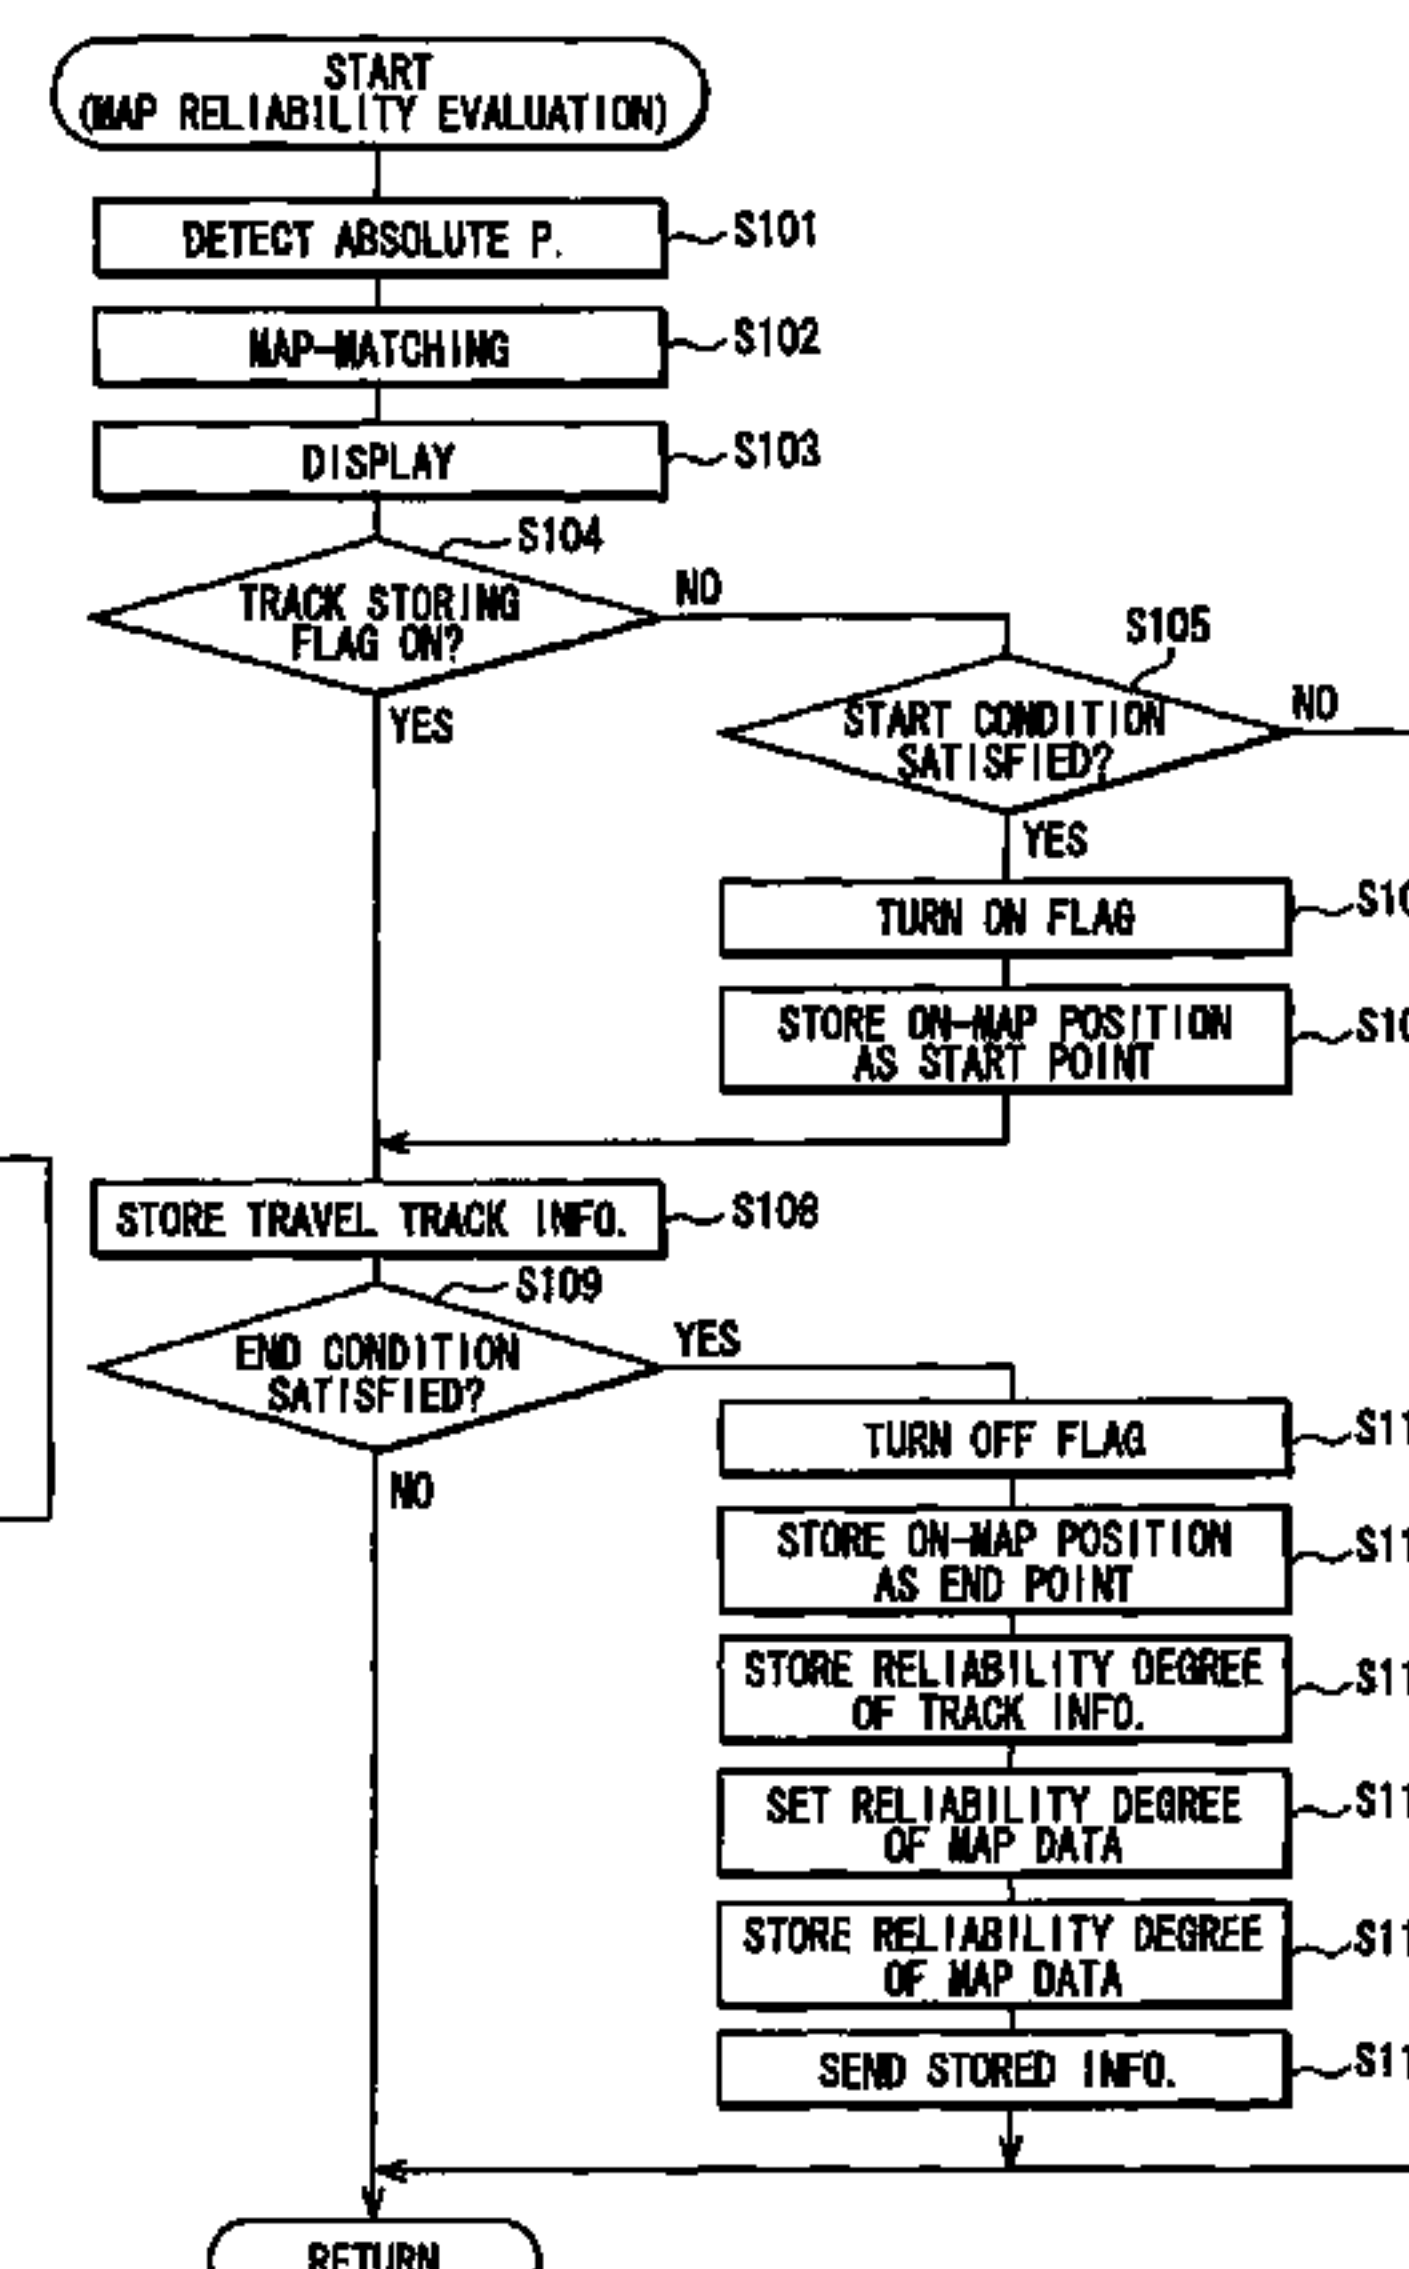 START
(MAP RELIABILITY EVALUATION)
DETECT ABSOLUTE P.
S101
MAP-MATCHING
S102
DISPLAY
S103
S104
TRACK STORING
FLAG ON?
NO
YES
S105
START CONDITION
SATISFIED?
NO
YES
TURN ON FLAG
STORE ON-MAP POSITION
AS START POINT
STORE TRAVEL TRACK INFO.
S108
S109
END CONDITION
SATISFIED?
YES
NO
TURN OFF FLAG
STORE ON-MAP POSITION
AS END POINT
STORE RELIABILITY DEGREE
OF TRACK INFO.
SET RELIABILITY DEGREE
OF MAP DATA
STORE RELIABILITY DEGREE
OF MAP DATA
SEND STORED INFO.
RETURN